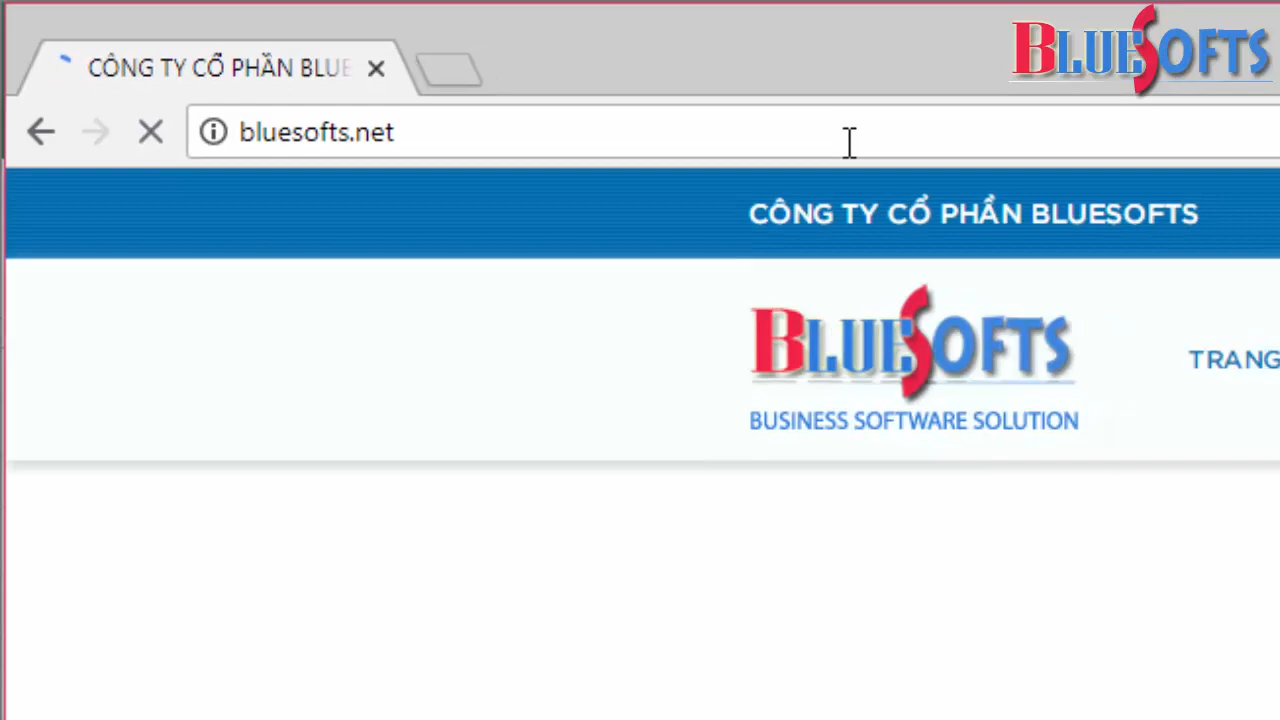 BLUESOFTS
CÔNG TY CỔ PHẦN BLUE
bluesofts.net
CÔNG TY CỔ PHẦN BLUESOFTS
BLUESOFTS
TRANG
BUSINESS SOFTWARE SOLUTION